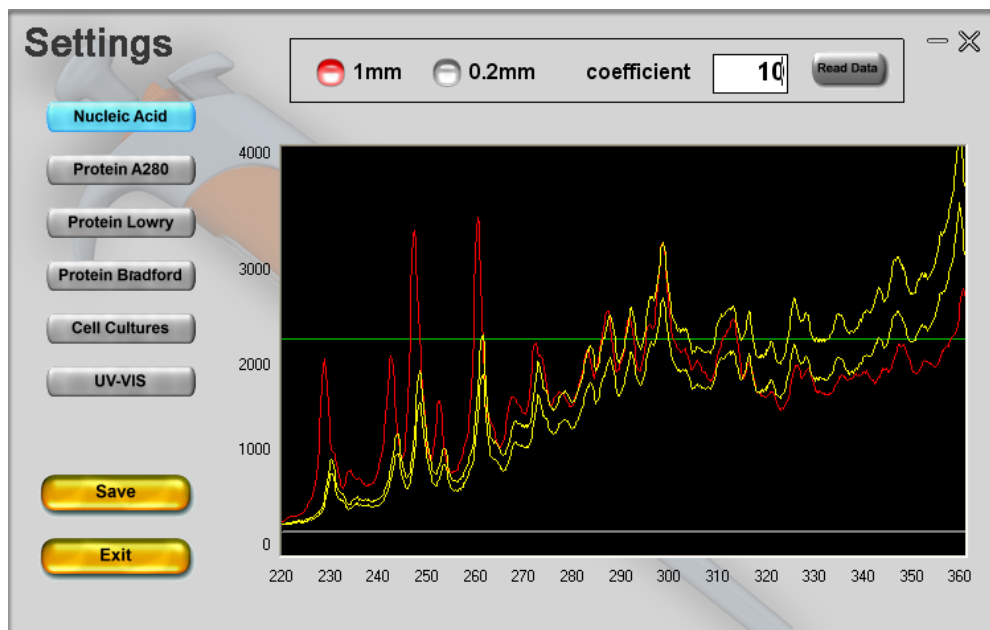 Settings
1mm
0.2mm
coefficient
10
Read Data
Nucleic Acid
Protein A280
Protein Lowry
Protein Bradford
Cell Cultures
UV-VIS
Save
Exit
4000
3000
2000
1000
0
220 230 240 250 260 270 280 290 300 310 320 330 340 350 360